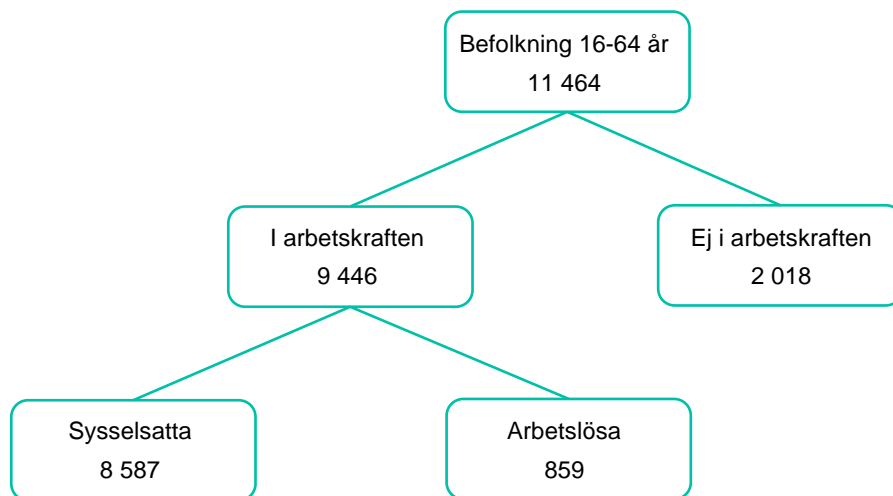 Befolkning 16-64 år
11 464
I arbetskraften
9 446
Ej i arbetskraften
2 018
Sysselsatta
8 587
Arbetslösa
859